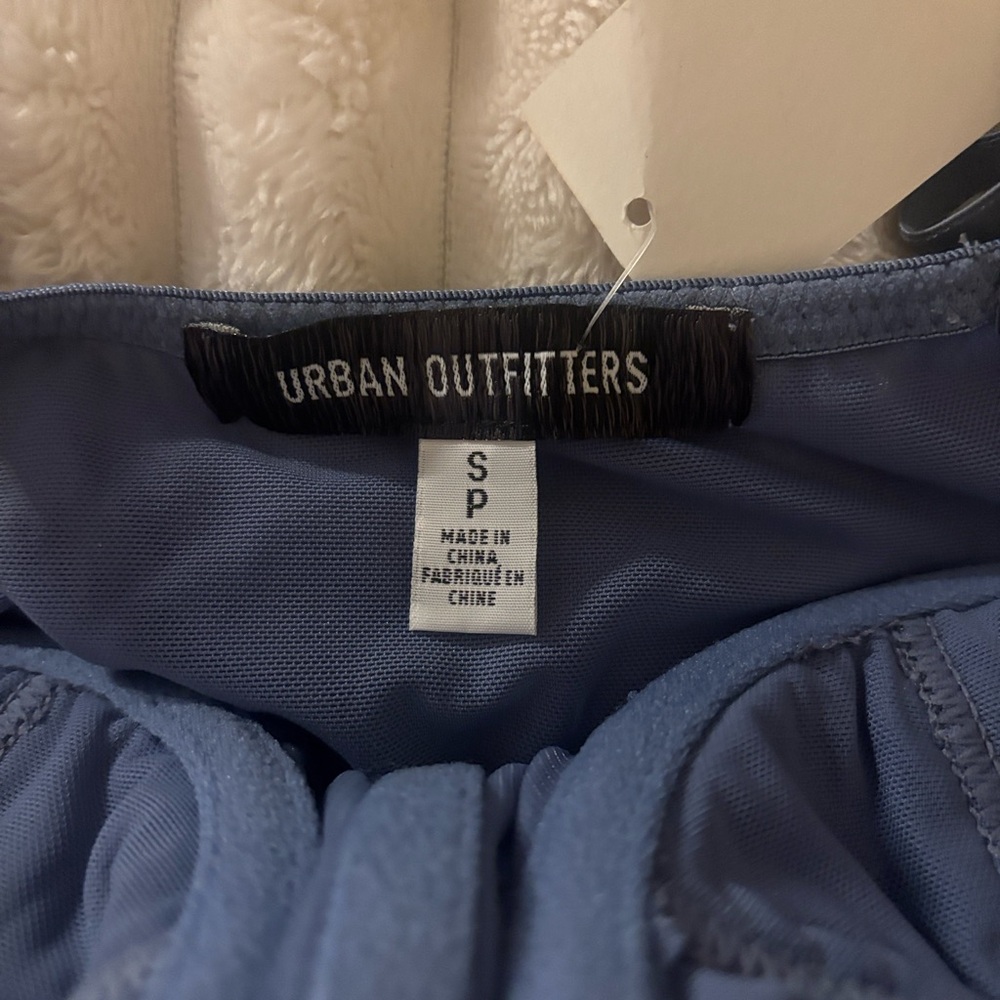 URBAN OUTFITTERS
S
P
MADE IN
CHINA
FABRIQUÉ EN
CHINE